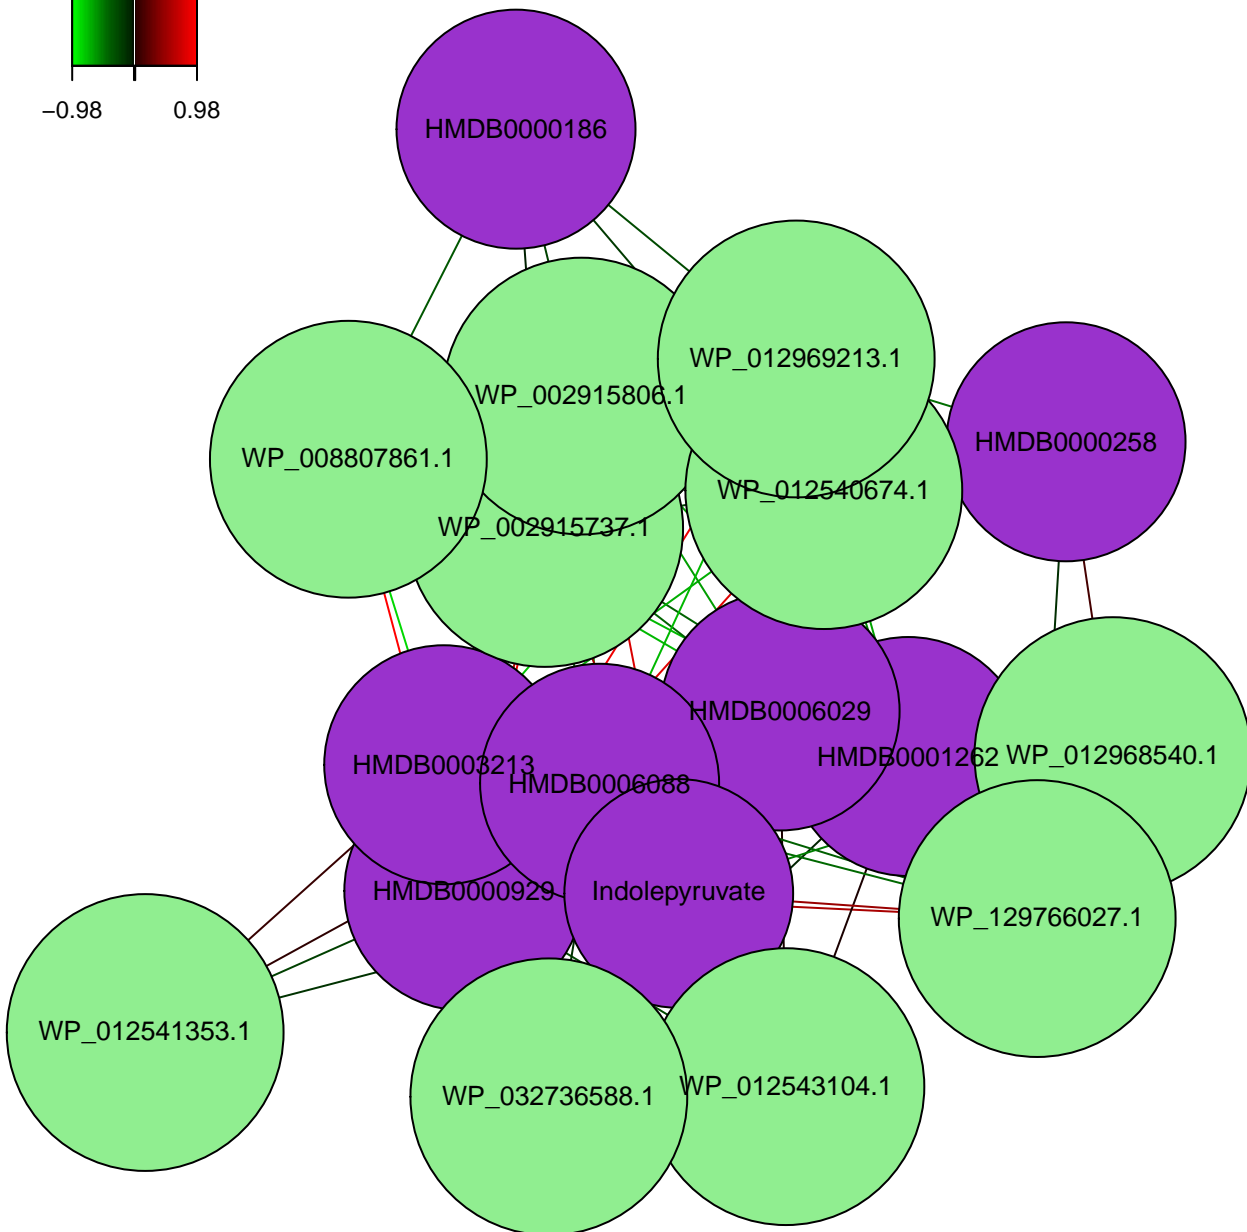 −0.98 0.98
HMDB0000186
WP_012969213.1
WP_002915806.1
HMDB0000258
WP_008807861.1
WP_012540674.1
WP_002915737.1
HMDB0006029
HMDB0001262
WP_012968540.1
HMDB0003213
HMDB0006088
HMDB0000929
Indolepyruvate
WP_129766027.1
WP_012541353.1
WP_032736588.1
WP_012543104.1